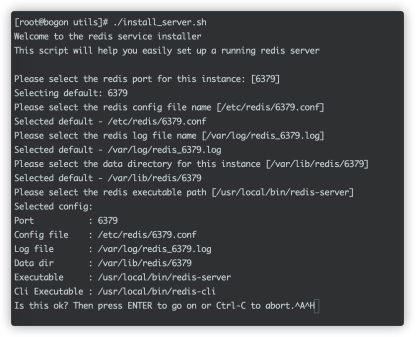 [root@bogon utils]# ./install_server.sh
Welcome to the redis service installer
This script will help you easily set up a running redis server
Please select the redis port for this instance: [6379]
Selecting default: 6379
Please select the redis config file name [/etc/redis/6379.conf]
Selected default - /etc/redis/6379.conf
Please select the redis log file name [/var/log/redis_6379.log]
Selected default - /var/log/redis_6379.log
Please select the data directory for this instance [/var/lib/redis/6379]
Selected default - /var/lib/redis/6379
Please select the redis executable path [/usr/local/bin/redis-server]
Selected config:
Port           : 6379
Config file    : /etc/redis/6379.conf
Log file       : /var/log/redis_6379.log
Data dir       : /var/lib/redis/6379
Executable     : /usr/local/bin/redis-server
Cli Executable : /usr/local/bin/redis-cli
Is this ok? Then press ENTER to go on or Ctrl-C to abort.^A^H